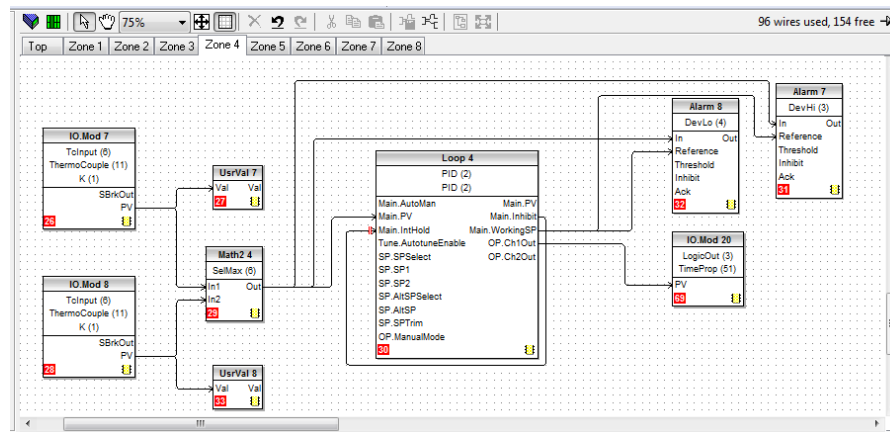 75%
96 wires used, 154 free
Top Zone 1 Zone 2 Zone 3 Zone 4 Zone 5 Zone 6 Zone 7 Zone 8
IO.Mod 7
TcInput (6)
ThermoCouple (11)
K (1)
SBrkOut
PV
26
UsrVal 7
Val Val
27
Math2 4
SelMax (6)
In1 Out
In2
29
IO.Mod 8
TcInput (6)
ThermoCouple (11)
K (1)
SBrkOut
PV
28
UsrVal 8
Val Val
33
Loop 4
PID (2)
PID (2)
Main.AutoMan Main.PV
Main.PV Main.Inhibit
Main.IntHold Main.WorkingSP
Tune.AutotuneEnable OP.Ch1Out
SP.SPSelect OP.Ch2Out
SP.SP1
SP.SP2
SP.AltSPSelect
SP.AltSP
SP.SPTrim
OP.ManualMode
30
Alarm 8
DevLo (4)
In Out
Reference
Threshold
Inhibit
Ack
32
Alarm 7
DevHi (3)
In Out
Reference
Threshold
Inhibit
Ack
31
IO.Mod 20
LogicOut (3)
TimeProp (51)
PV
69